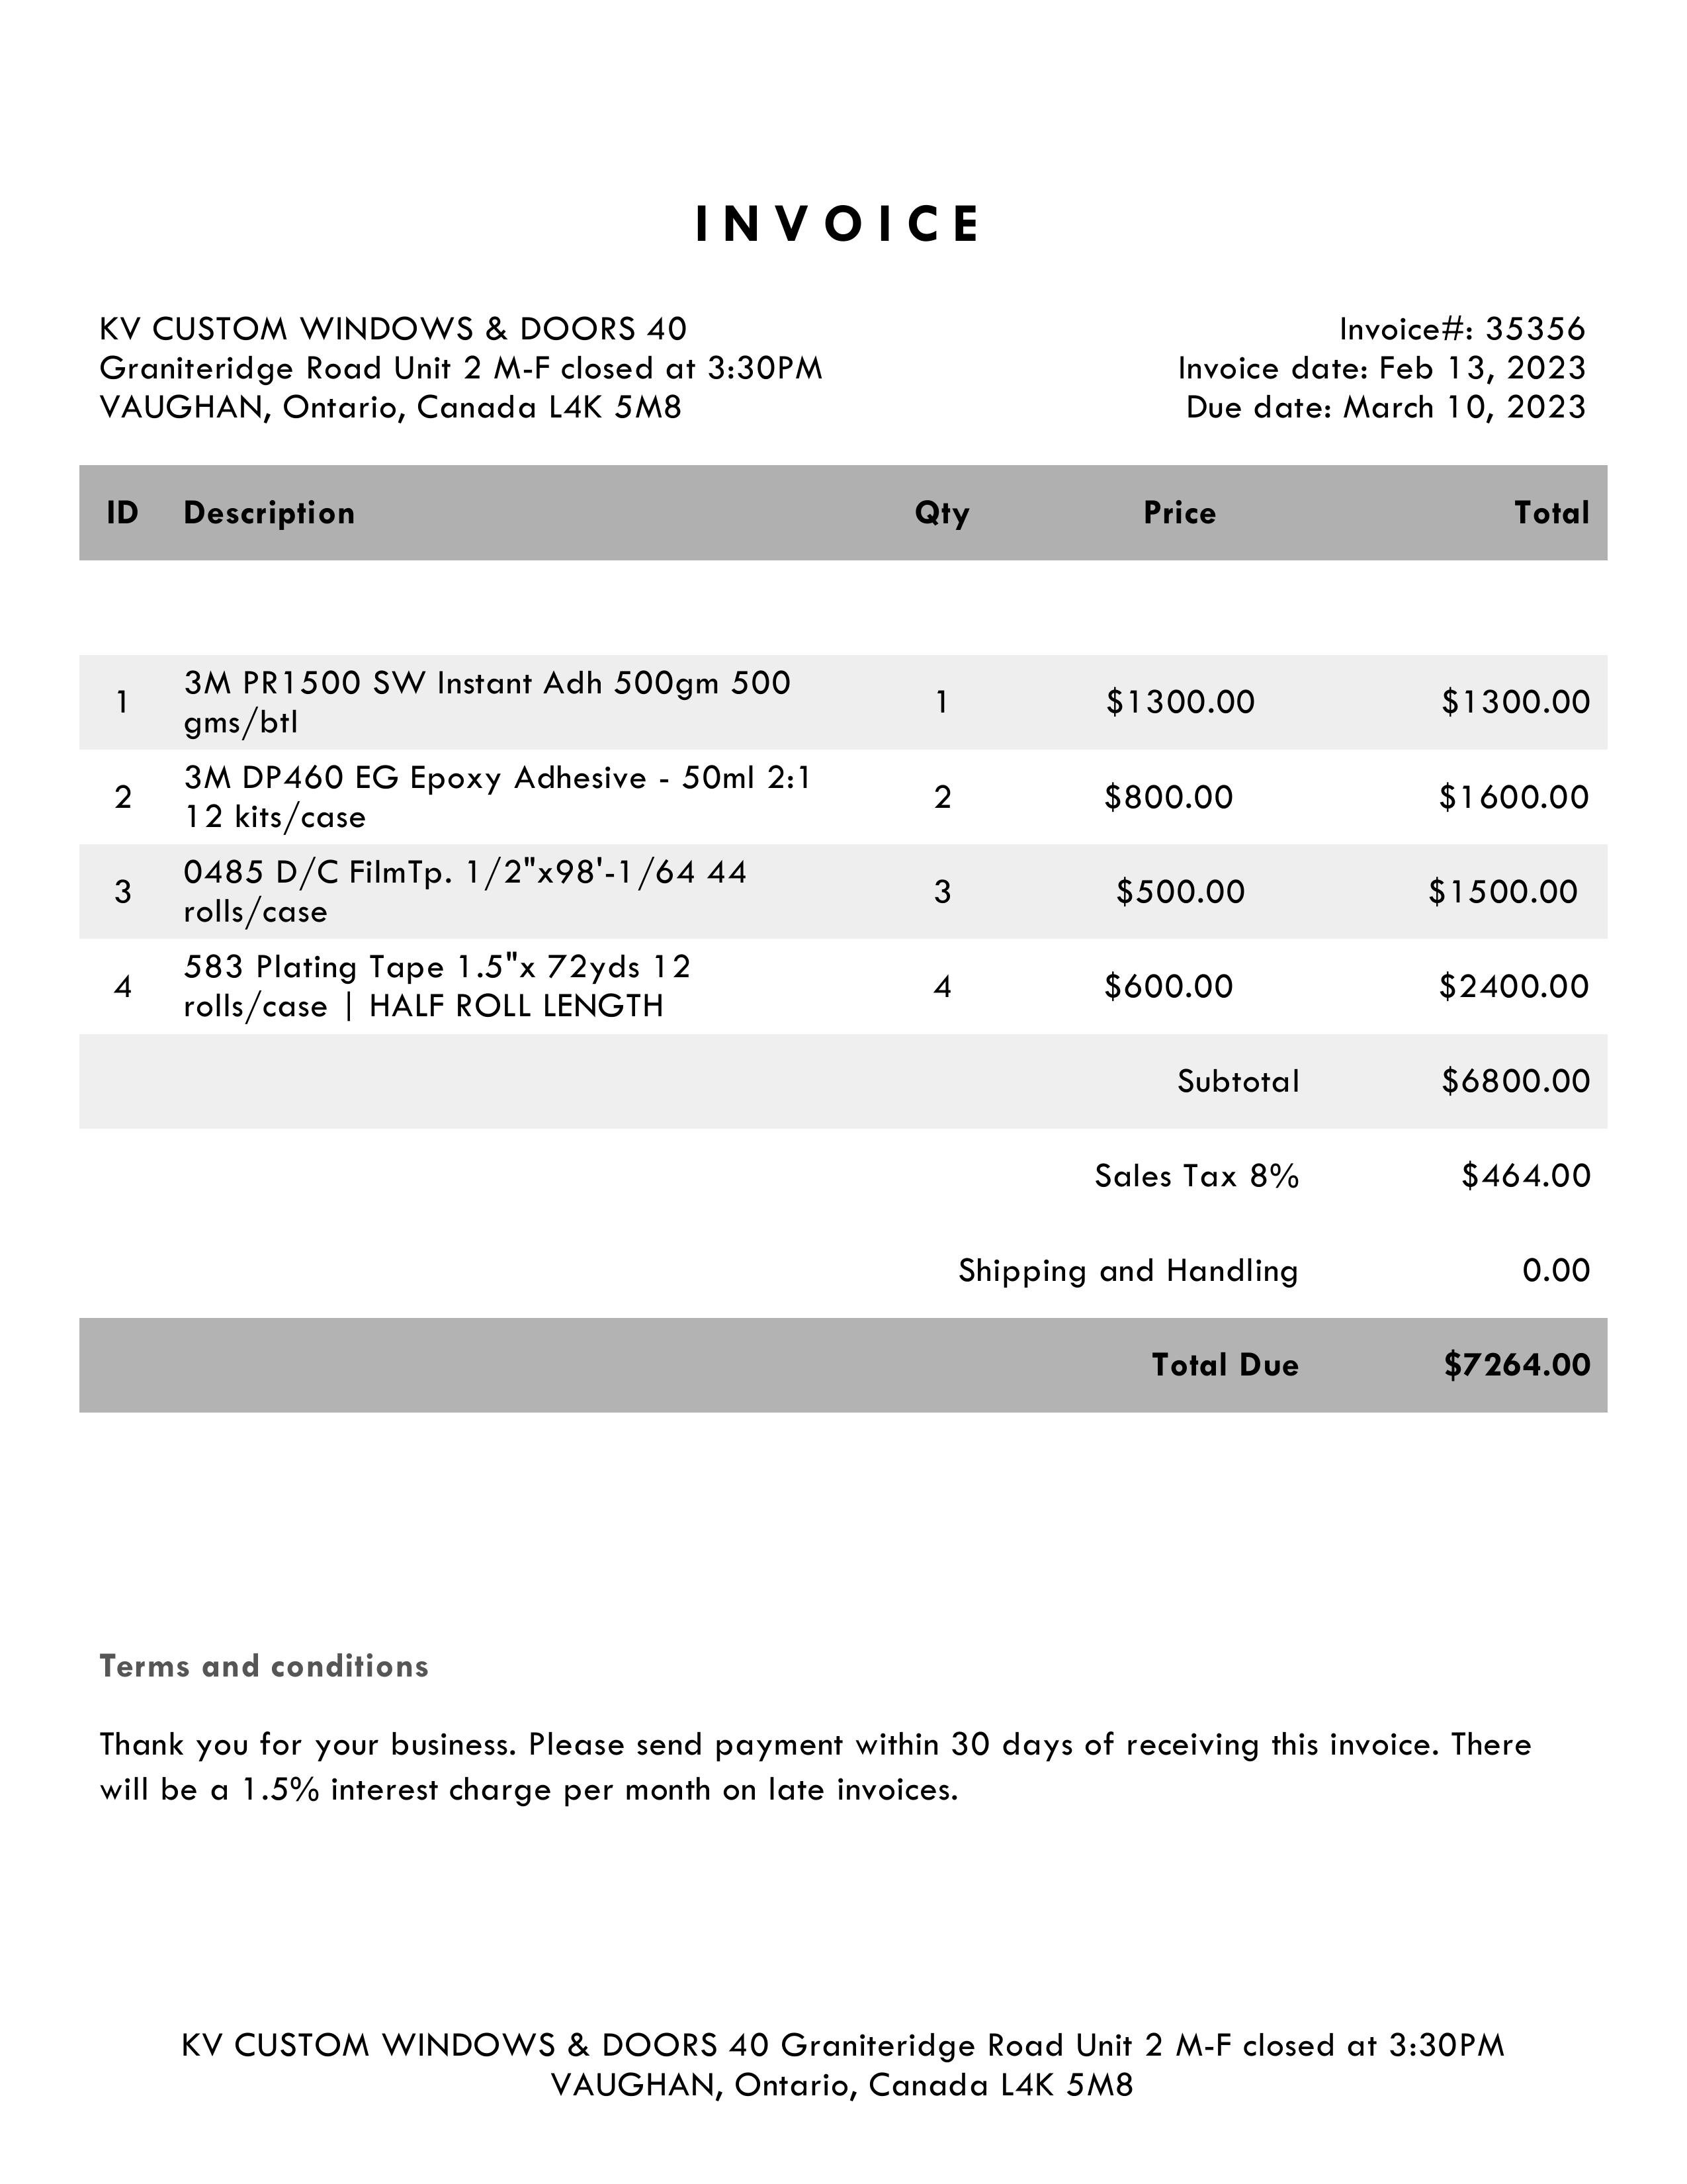 INVOICE
KV CUSTOM WINDOWS & DOORS 40
Graniteridge Road Unit 2 M-F closed at 3:30PM
VAUGHAN, Ontario, Canada L4K 5M8
Invoice#: 35356
Invoice date: Feb 13, 2023
Due date: March 10, 2023
ID Description Qty Price Total
1 3M PR1500 SW Instant Adh 500gm 500 1 $1300.00 $1300.00
gms/btl
2 3M DP460 EG Epoxy Adhesive - 50ml 2:1 2 $800.00 $1600.00
12 kits/case
3 0485 D/C FilmTp. 1/2"x98'-1/64 44 3 $500.00 $1500.00
rolls/case
4 583 Plating Tape 1.5"x 72yds 12 4 $600.00 $2400.00
rolls/case | HALF ROLL LENGTH
Subtotal $6800.00
Sales Tax 8% $464.00
Shipping and Handling 0.00
Total Due $7264.00
Terms and conditions
Thank you for your business. Please send payment within 30 days of receiving this invoice. There
will be a 1.5% interest charge per month on late invoices.
KV CUSTOM WINDOWS & DOORS 40 Graniteridge Road Unit 2 M-F closed at 3:30PM
VAUGHAN, Ontario, Canada L4K 5M8